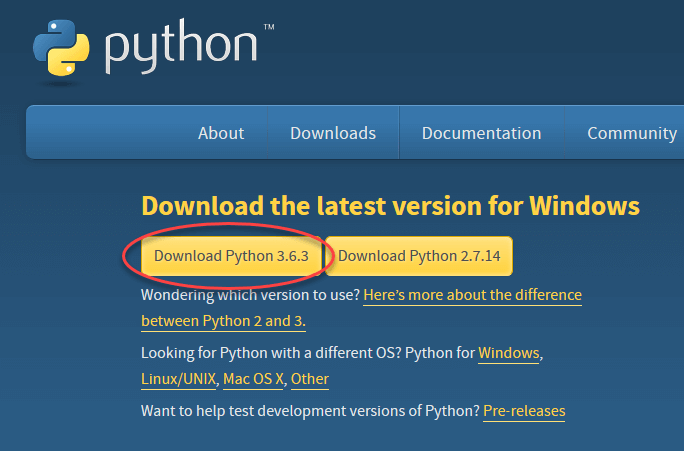 python™
About Downloads Documentation Community
Download the latest version for Windows
Download Python 3.6.3 Download Python 2.7.14
Wondering which version to use? Here's more about the difference
between Python 2 and 3.
Looking for Python with a different OS? Python for Windows,
Linux/UNIX, Mac OS X, Other
Want to help test development versions of Python? Pre-releases